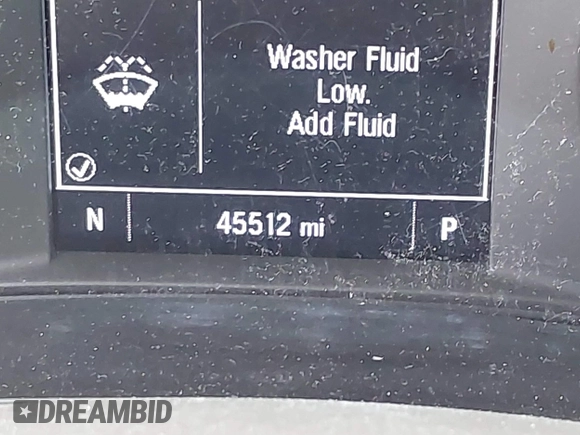 Washer Fluid
Low.
Add Fluid
N 45512 mi P
DREAMBID